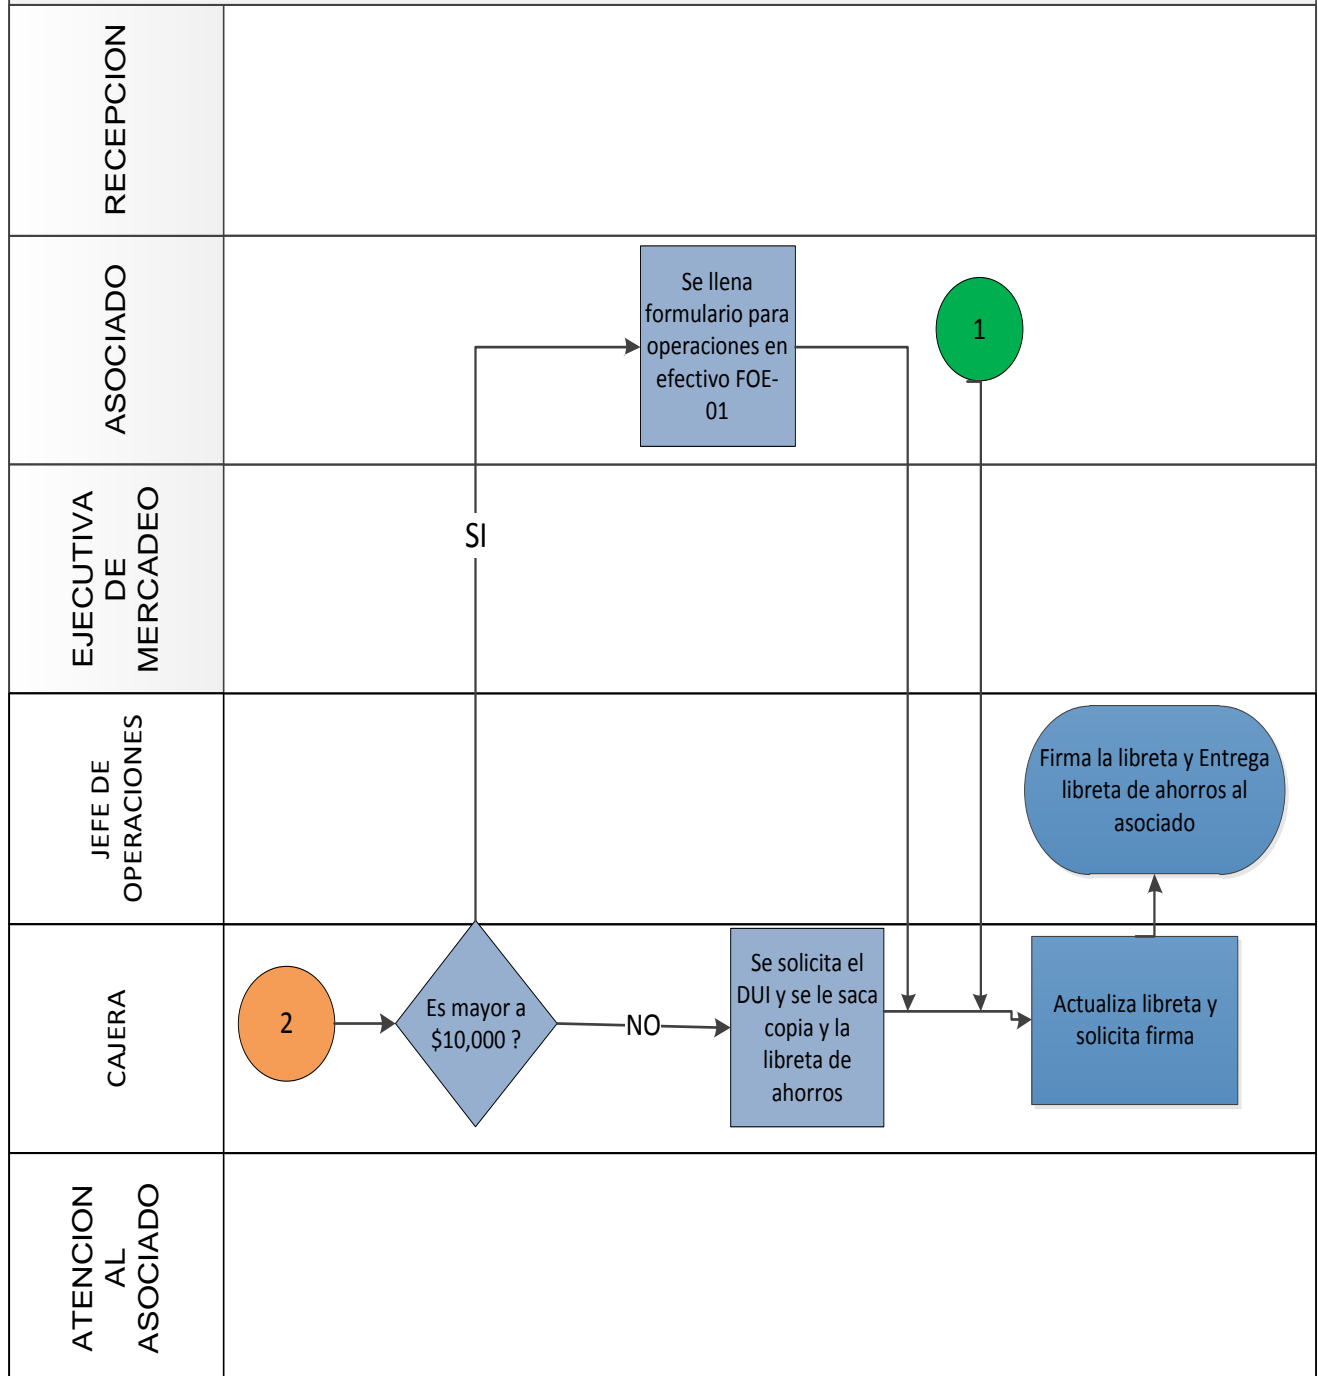 RECEPCION
ASOCIADO
Se llena
formulario para
operaciones en
efectivo FOE-
01
1
EJECUTIVA
DE
MERCADEO
SI
JEFE DE
OPERACIONES
Firma la libreta y Entrega
libreta de ahorros al
asociado
CAJERA
2
Es mayor a
$10,000 ?
NO
Se solicita el
DUI y se le saca
copia y la
libreta de
ahorros
Actualiza libreta y
solicita firma
ATENCION
AL
ASOCIADO